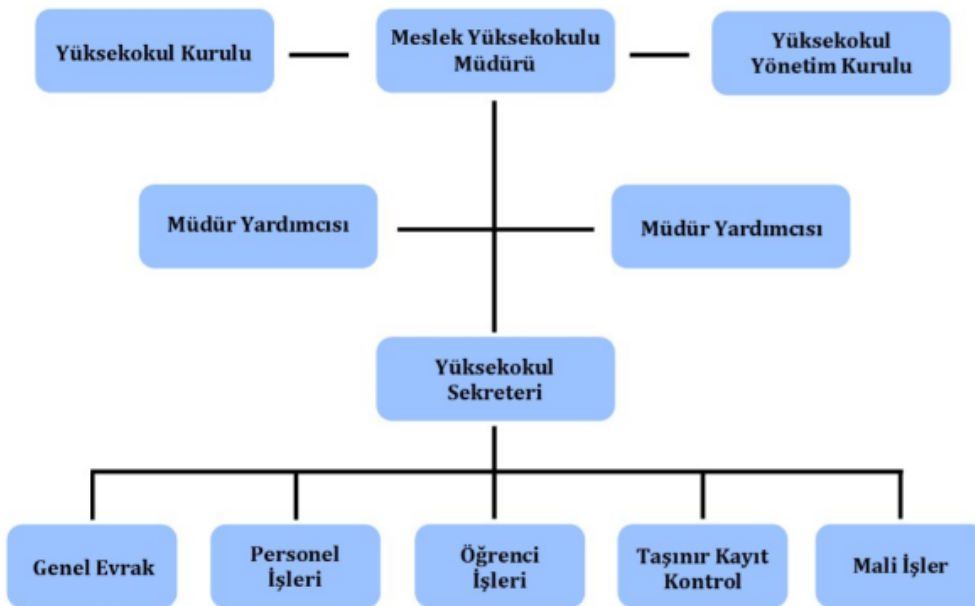 Yüksekokul Kurulu
Meslek Yüksekokulu
Müdürü
Yüksekokul
Yönetim Kurulu
Müdür Yardımcısı
Müdür Yardımcısı
Yüksekokul
Sekreteri
Genel Evrak
Personel
İşleri
Öğrenci
İşleri
Taşınır Kayıt
Kontrol
Mali İşler